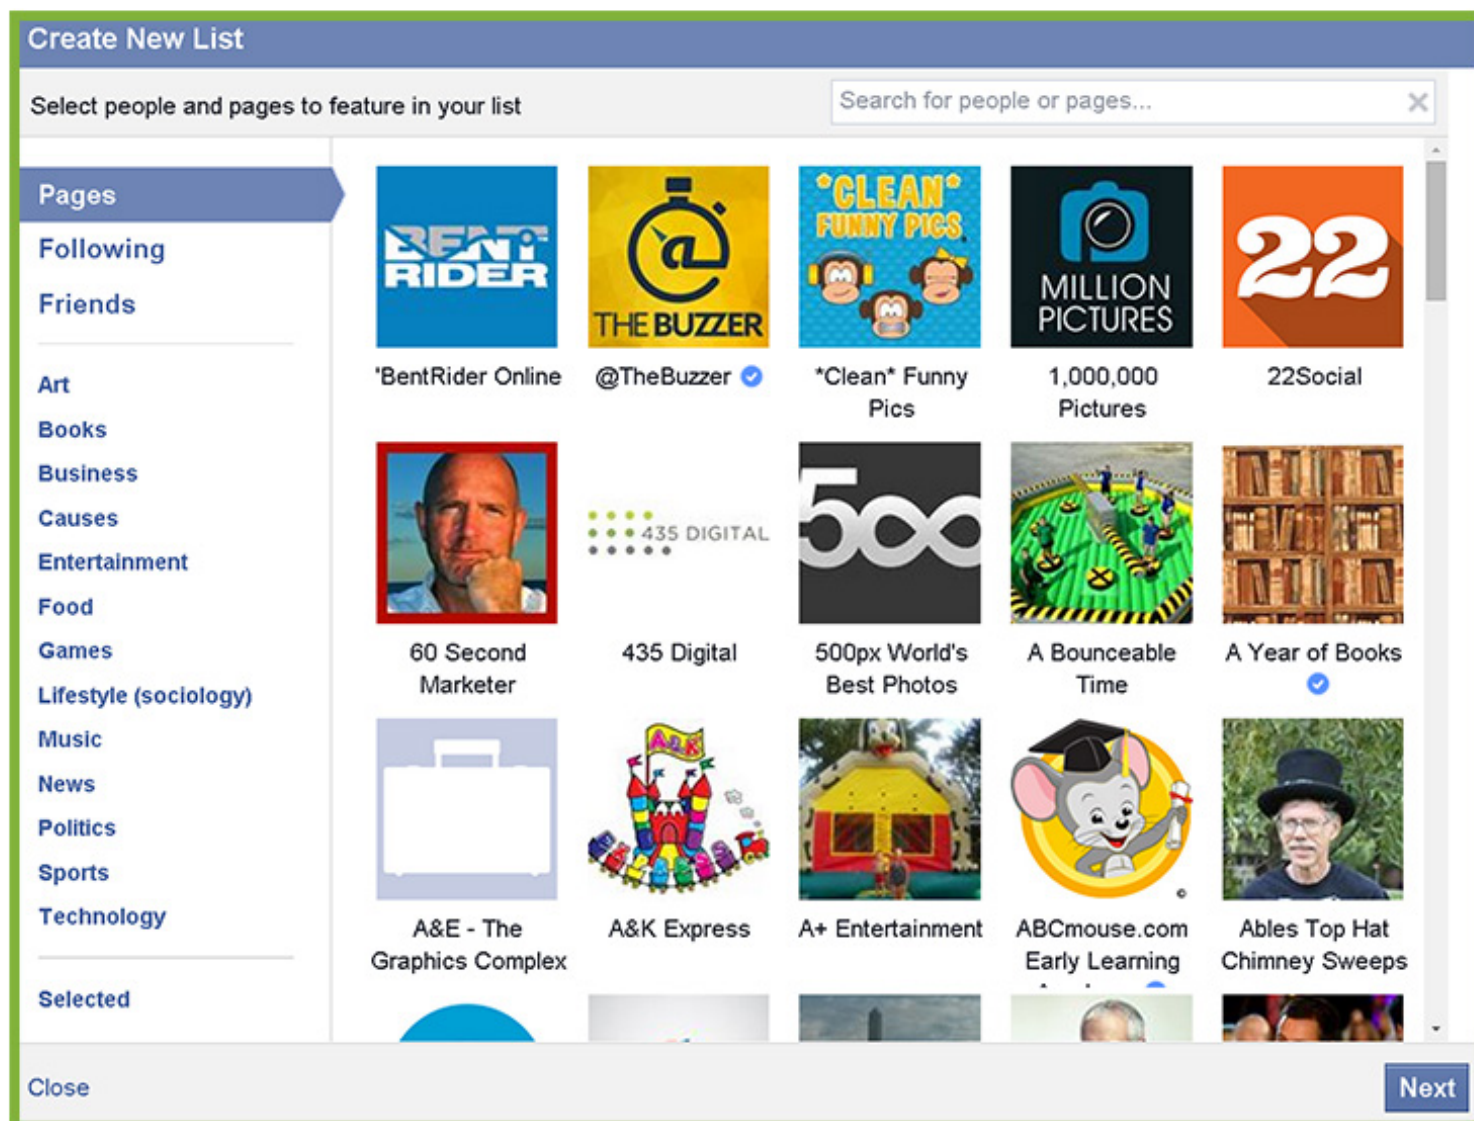 Create New List
Select people and pages to feature in your list
Search for people or pages...
Pages
Following
Friends
Art
Books
Business
Causes
Entertainment
Food
Games
Lifestyle (sociology)
Music
News
Politics
Sports
Technology
Selected
BENT
RIDER
'BentRider Online
@
THE BUZZER
@TheBuzzer
*CLEAN*
FUNNY PICS
*Clean* Funny
Pics
MILLION
PICTURES
1,000,000
Pictures
22
22Social
60 Second
Marketer
435 DIGITAL
435 Digital
500
500px World's
Best Photos
A Bounceable
Time
A Year of Books
A&E - The
Graphics Complex
A&K
A&K Express
A+ Entertainment
©
ABCmouse.com
Early Learning
Ables Top Hat
Chimney Sweeps
Close
Next